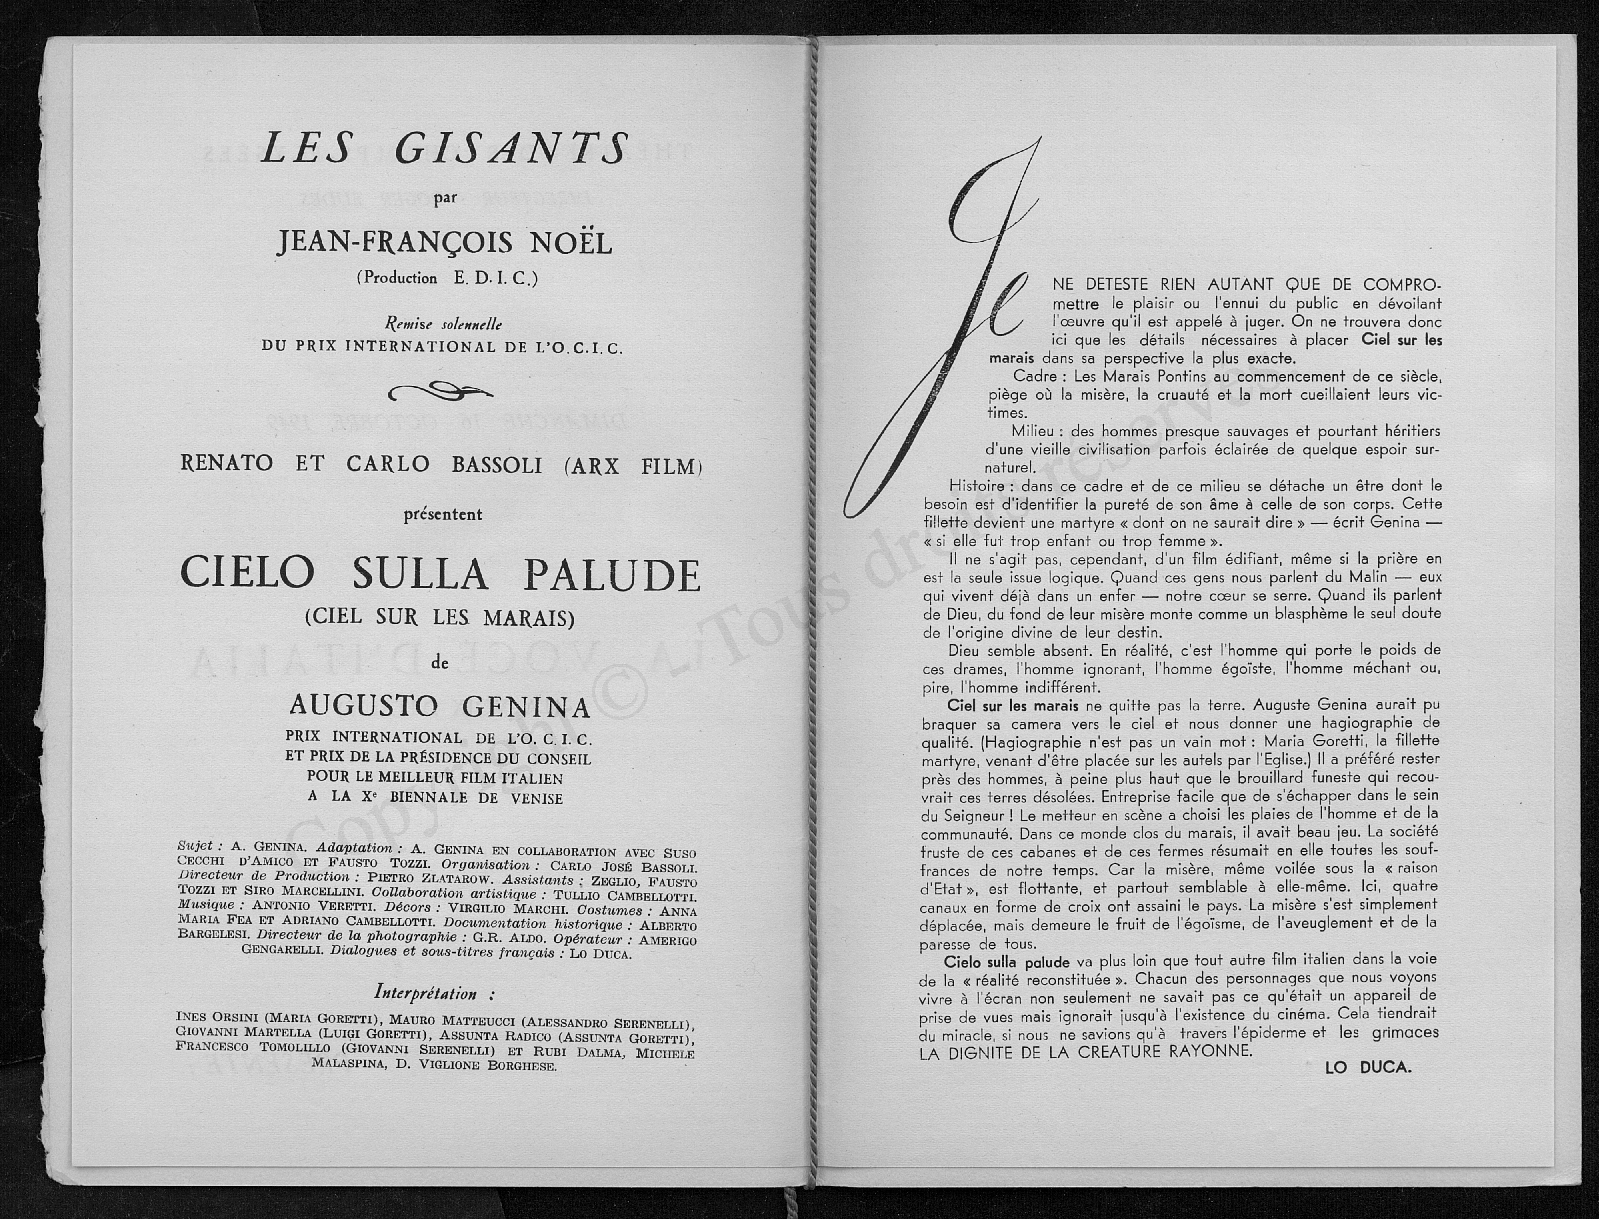 LES GISANTS
par
JEAN-FRANÇOIS NOËL
(Production E. D. I. C.)
Remise solennelle
DU PRIX INTERNATIONAL DE L'O.C.I.C.
RENATO ET CARLO BASSOLI (ARX FILM)
présentent
CIELO SULLA PALUDE
(CIEL SUR LES MARAIS)
de
AUGUSTO GENINA
PRIX INTERNATIONAL DE L'O. C. I. C.
ET PRIX DE LA PRÉSIDENCE DU CONSEIL
POUR LE MEILLEUR FILM ITALIEN
A LA Xe BIENNALE DE VENISE
Sujet : A. GENINA. Adaptation : A. GENINA EN COLLABORATION AVEC SUSO
CECCHI D'AMICO ET FAUSTO TOZZI. Organisation : CARLO JOSÉ BASSOLI.
Directeur de Production : PIETRO ZLATAROW. Assistants : ZEGLIO, FAUSTO
TOZZI ET SIRO MARCELLINI. Collaboration artistique : TULLIO CAMBELLOTTI.
Musique : ANTONIO VERETTI. Décors : VIRGILIO MARCHI. Costumes : ANNA
MARIA FEA ET ADRIANO CAMBELLOTTI. Documentation historique : ALBERTO
BARGELESI. Directeur de la photographie : G.R. ALDO. Opérateur : AMERIGO
GENGARELLI. Dialogues et sous-titres français : LO DUCA.
Interprétation :
INES ORSINI (MARIA GORETTI), MAURO MATTEUCCI (ALESSANDRO SERENELLI),
GIOVANNI MARTELLA (LUIGI GORETTI), ASSUNTA RADICO (ASSUNTA GORETTI),
FRANCESCO TOMOLILLO (GIOVANNI SERENELLI) ET RUBI DALMA, MICHELE
MALASPINA, D. VIGLIONE BORGHESE.
Je
NE DETESTE RIEN AUTANT QUE DE COMPRO-
mettre le plaisir ou l'ennui du public en dévoilant
l'œuvre qu'il est appelé à juger. On ne trouvera donc
ici que les détails nécessaires à placer Ciel sur les
marais dans sa perspective la plus exacte.
Cadre : Les Marais Pontins au commencement de ce siècle,
piège où la misère, la cruauté et la mort cueillaient leurs vic-
times.
Milieu : des hommes presque sauvages et pourtant héritiers
d'une vieille civilisation parfois éclairée de quelque espoir sur-
naturel.
Histoire : dans ce cadre et de ce milieu se détache un être dont le
besoin est d'identifier la pureté de son âme à celle de son corps. Cette
fillette devient une martyre « dont on ne saurait dire » — écrit Genina —
« si elle fut trop enfant ou trop femme ».
Il ne s'agit pas, cependant, d'un film édifiant, même si la prière en
est la seule issue logique. Quand ces gens nous parlent du Malin — eux
qui vivent déjà dans un enfer — notre cœur se serre. Quand ils parlent
de Dieu, du fond de leur misère monte comme un blasphème le seul doute
de l'origine divine de leur destin.
Dieu semble absent. En réalité, c'est l'homme qui porte le poids de
ces drames, l'homme ignorant, l'homme égoïste, l'homme méchant ou,
pire, l'homme indifférent.
Ciel sur les marais ne quitte pas la terre. Auguste Genina aurait pu
braquer sa camera vers le ciel et nous donner une hagiographie de
qualité. (Hagiographie n'est pas un vain mot : Maria Goretti, la fillette
martyre, venant d'être placée sur les autels par l'Eglise.) Il a préféré rester
près des hommes, à peine plus haut que le brouillard funeste qui recou-
vrait ces terres désolées. Entreprise facile que de s'échapper dans le sein
du Seigneur ! Le metteur en scène a choisi les plaies de l'homme et de la
communauté. Dans ce monde clos du marais, il avait beau jeu. La société
fruste de ces cabanes et de ces fermes résumait en elle toutes les souf-
frances de notre temps. Car la misère, même voilée sous la « raison
d'Etat », est flottante, et partout semblable à elle-même. Ici, quatre
canaux en forme de croix ont assaini le pays. La misère s'est simplement
déplacée, mais demeure le fruit de l'égoïsme, de l'aveuglement et de la
paresse de tous.
Cielo sulla palude va plus loin que tout autre film italien dans la voie
de la « réalité reconstituée ». Chacun des personnages que nous voyons
vivre à l'écran non seulement ne savait pas ce qu'était un appareil de
prise de vues mais ignorait jusqu'à l'existence du cinéma. Cela tiendrait
du miracle, si nous ne savions qu'à travers l'épiderme et les grimaces
LA DIGNITE DE LA CREATURE RAYONNE.
LO DUCA.
Copyright © - Tous droits réservés